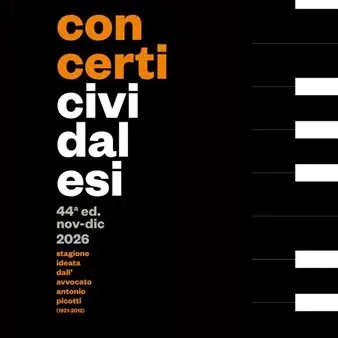 con
certi
civi
dal
esi
44ª ed.
nov-dic
2026
stagione
ideata
dall'
avvocato
antonio
picotti
(1921-2012)